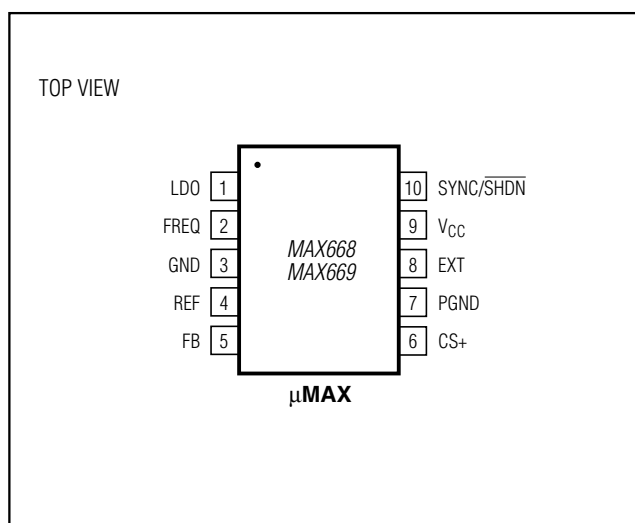 TOP VIEW
LDO 1
FREQ 2
GND 3
REF 4
FB 5
MAX668
MAX669
10 SYNC/S̅H̅D̅N̅
9 VCC
8 EXT
7 PGND
6 CS+
µMAX